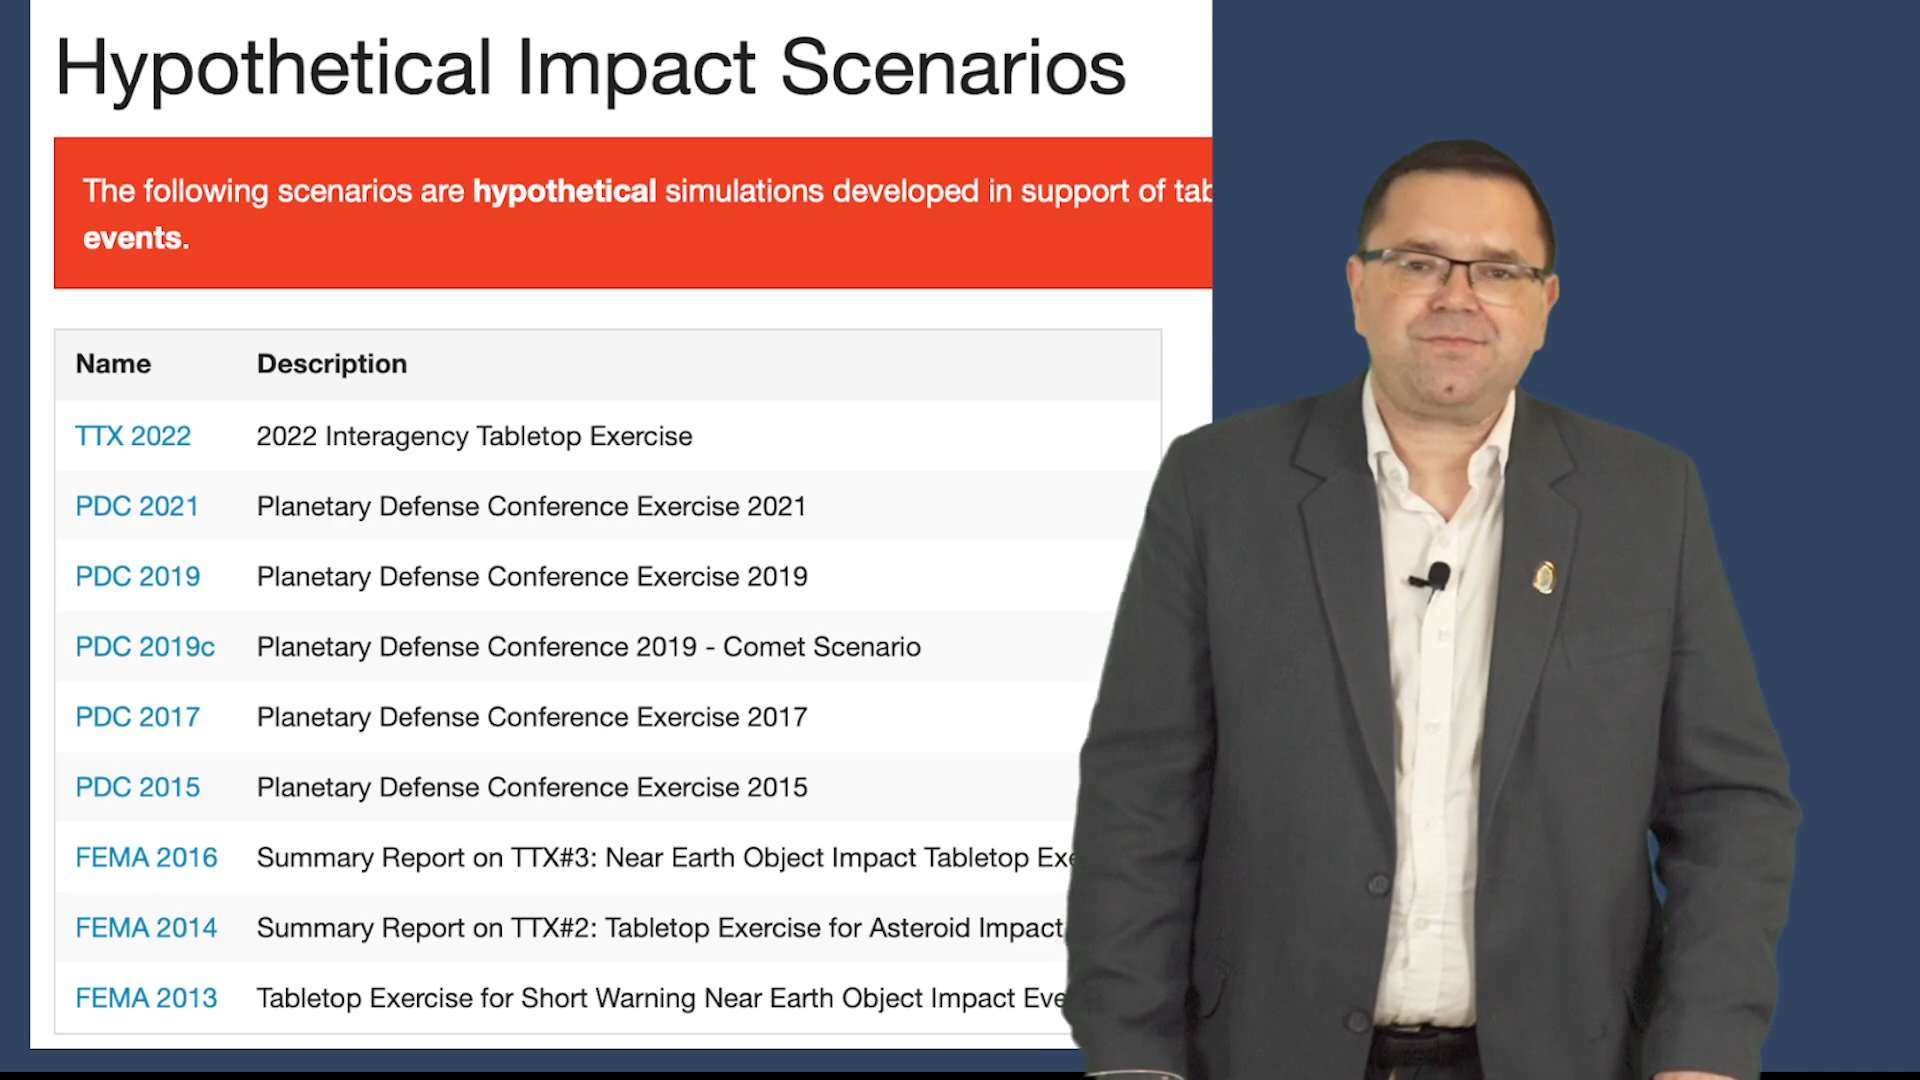 Hypothetical Impact Scenarios
The following scenarios are hypothetical simulations developed in support of
events.
Name Description
TTX 2022 2022 Interagency Tabletop Exercise
PDC 2021 Planetary Defense Conference Exercise 2021
PDC 2019 Planetary Defense Conference Exercise 2019
PDC 2019c Planetary Defense Conference 2019 - Comet Scenario
PDC 2017 Planetary Defense Conference Exercise 2017
PDC 2015 Planetary Defense Conference Exercise 2015
FEMA 2016 Summary Report on TTX#3: Near Earth Object Impact Tabletop
FEMA 2014 Summary Report on TTX#2: Tabletop Exercise for Asteroid Impact
FEMA 2013 Tabletop Exercise for Short Warning Near Earth Object Impact